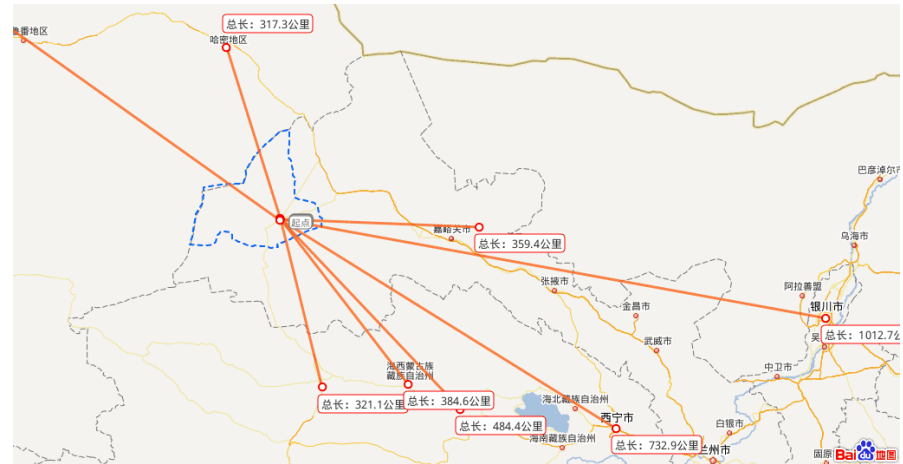 总长：317.3公里
鲁番地区
哈密地区
巴彦淖尔市
起点
嘉峪关市
乌海市
总长：359.4公里
张掖市
阿拉善盟
金昌市
银川市
总长：1012.7公
吴
武威市
海西蒙古族
藏族自治州
中卫市
总长：321.1公里
总长：384.6公里
海北藏族自治州
总长：484.4公里
西宁市
白银市
海南藏族自治州
总长：732.9公里
兰州市
固原
Bai 地图